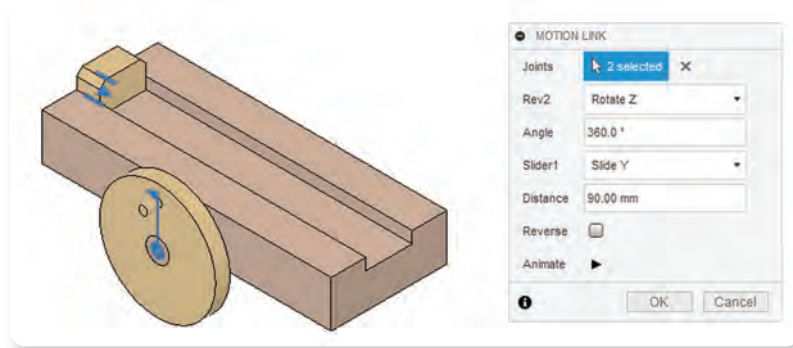 MOTION LINK
Joints 2 selected
Rev2 Rotate Z
Angle 360.0 °
Slider1 Slide Y
Distance 90.00 mm
Reverse
Animate
OK Cancel